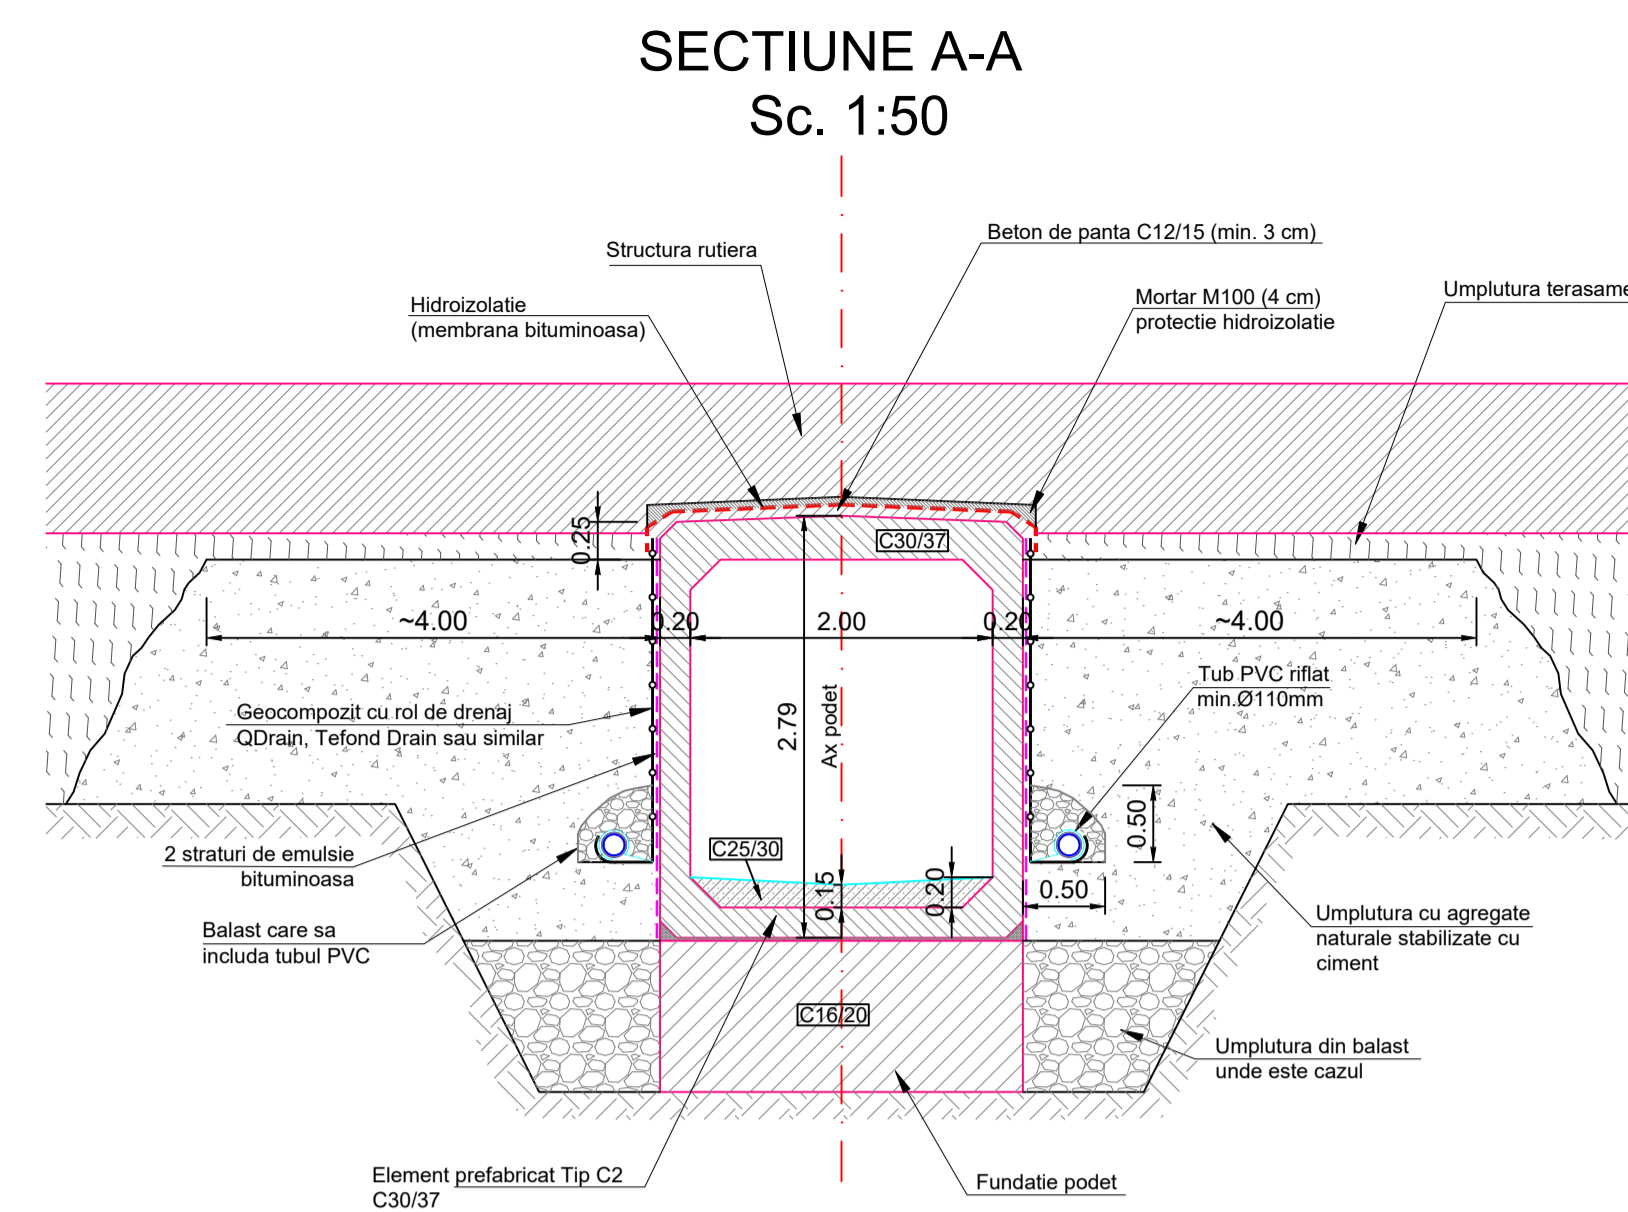 SECTIUNE A-A
Sc. 1:50
Structura rutiera
Beton de panta C12/15 (min. 3 cm)
Hidroizolatie
(membrana bituminoasa)
Mortar M100 (4 cm)
protectie hidroizolatie
Umplutura terasame
0.25
C30/37
~4.00
0.20
2.00
0.20
~4.00
Tub PVC riflat
min.Ø110mm
Geocompozit cu rol de drenaj
QDrain, Tefond Drain sau similar
2.79
Ax podet
0.50
2 straturi de emulsie
bituminoasa
C25/30
0.15
0.20
0.50
Balast care sa
includa tubul PVC
Umplutura cu agregate
naturale stabilizate cu
ciment
C16/20
Umplutura din balast
unde este cazul
Element prefabricat Tip C2
C30/37
Fundatie podet